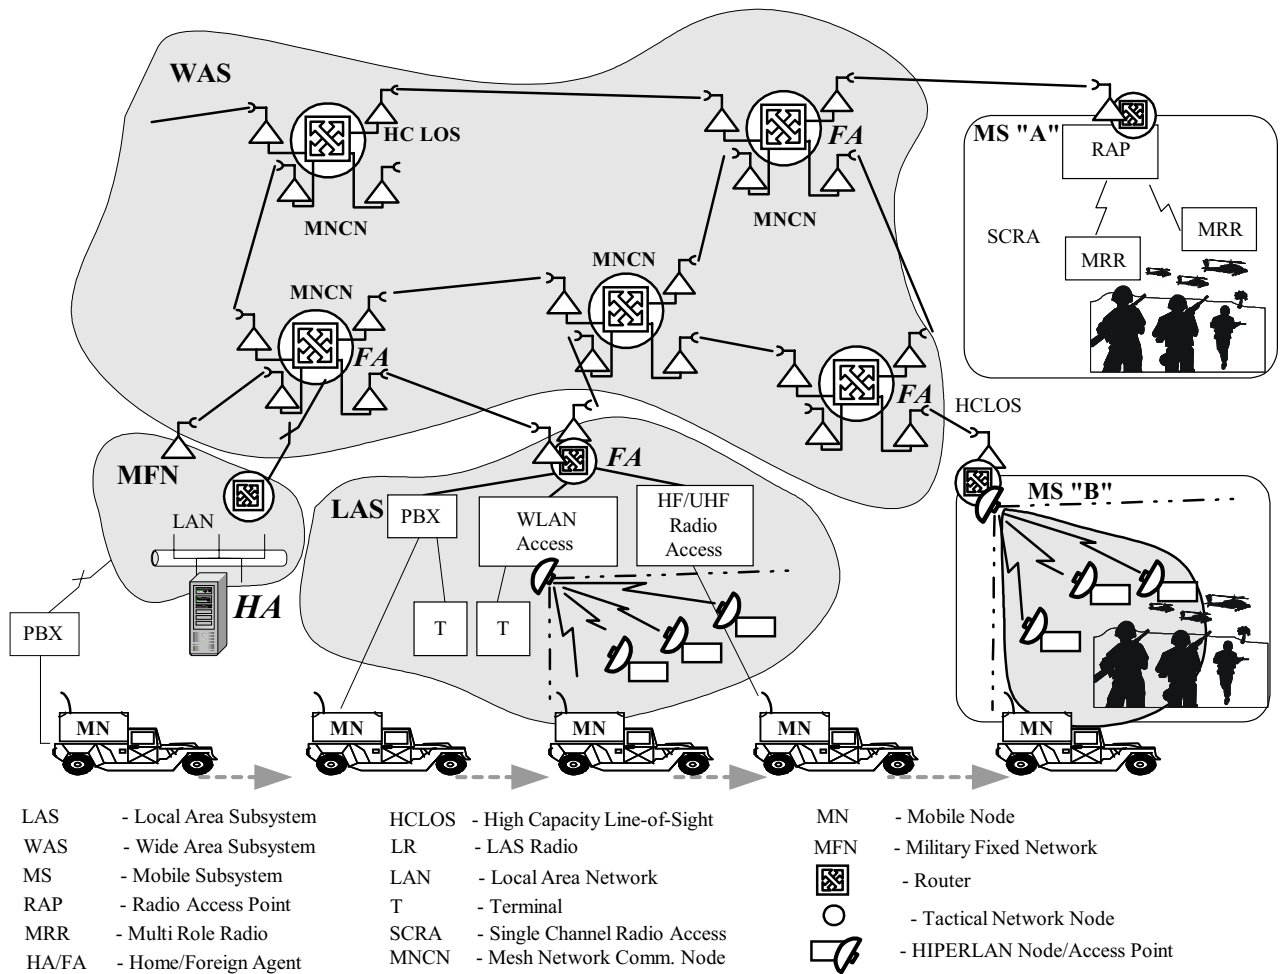 WAS
HC LOS
MNCN
FA
MNCN
MS "A"
RAP
SCRA
MRR
MRR
MNCN
FA
MNCN
FA
HCLOS
MFN
LAN
HA
PBX
LAS
FA
PBX
WLAN
Access
HF/UHF
Radio
Access
T
T
MS "B"
MN
MN
MN
MN
MN
LAS - Local Area Subsystem
WAS - Wide Area Subsystem
MS - Mobile Subsystem
RAP - Radio Access Point
MRR - Multi Role Radio
HA/FA - Home/Foreign Agent
HCLOS - High Capacity Line-of-Sight
LR - LAS Radio
LAN - Local Area Network
T - Terminal
SCRA - Single Channel Radio Access
MNCN - Mesh Network Comm. Node
MN - Mobile Node
MFN - Military Fixed Network
- Router
- Tactical Network Node
- HIPERLAN Node/Access Point